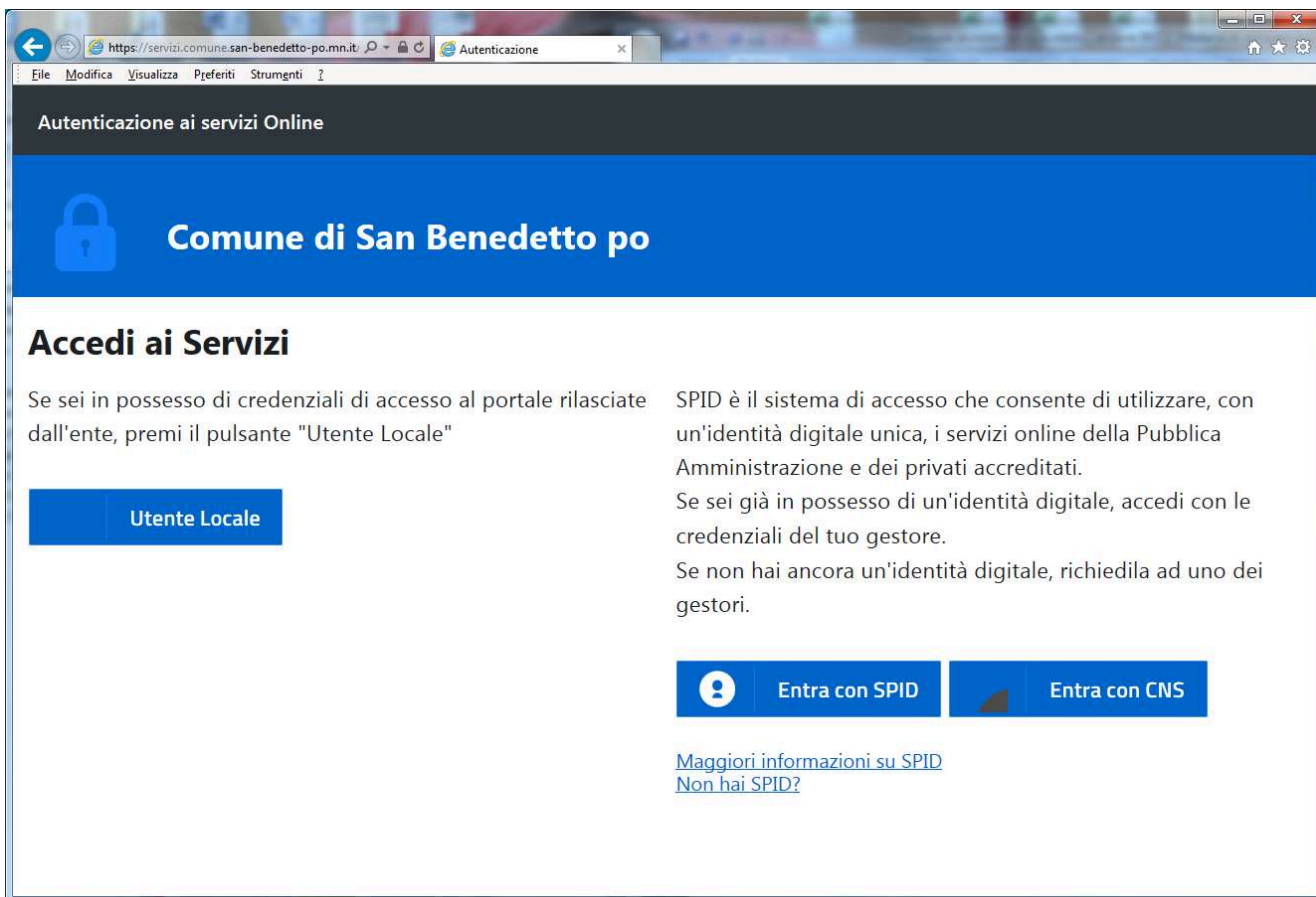 https://servizi.comune.san-benedetto-po.mn.it/
Autenticazione
File Modifica Visualizza Preferiti Strumenti ?
Autenticazione ai servizi Online
Comune di San Benedetto po
Accedi ai Servizi
Se sei in possesso di credenziali di accesso al portale rilasciate
dall'ente, premi il pulsante "Utente Locale"
Utente Locale
SPID è il sistema di accesso che consente di utilizzare, con
un'identità digitale unica, i servizi online della Pubblica
Amministrazione e dei privati accreditati.
Se sei già in possesso di un'identità digitale, accedi con le
credenziali del tuo gestore.
Se non hai ancora un'identità digitale, richiedila ad uno dei
gestori.
Entra con SPID
Entra con CNS
Maggiori informazioni su SPID
Non hai SPID?